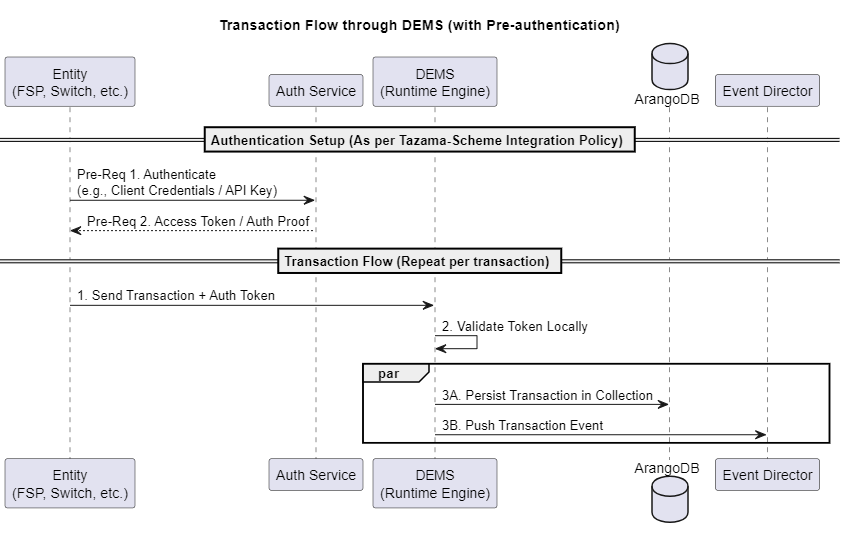 Transaction Flow through DEMS (with Pre-authentication)
Entity
(FSP, Switch, etc.)
Auth Service
DEMS
(Runtime Engine)
ArangoDB
Event Director
Authentication Setup (As per Tazama-Scheme Integration Policy)
Pre-Req 1. Authenticate
(e.g., Client Credentials / API Key)
Pre-Req 2. Access Token / Auth Proof
Transaction Flow (Repeat per transaction)
1. Send Transaction + Auth Token
2. Validate Token Locally
par
3A. Persist Transaction in Collection
3B. Push Transaction Event
Entity
(FSP, Switch, etc.)
Auth Service
DEMS
(Runtime Engine)
ArangoDB
Event Director